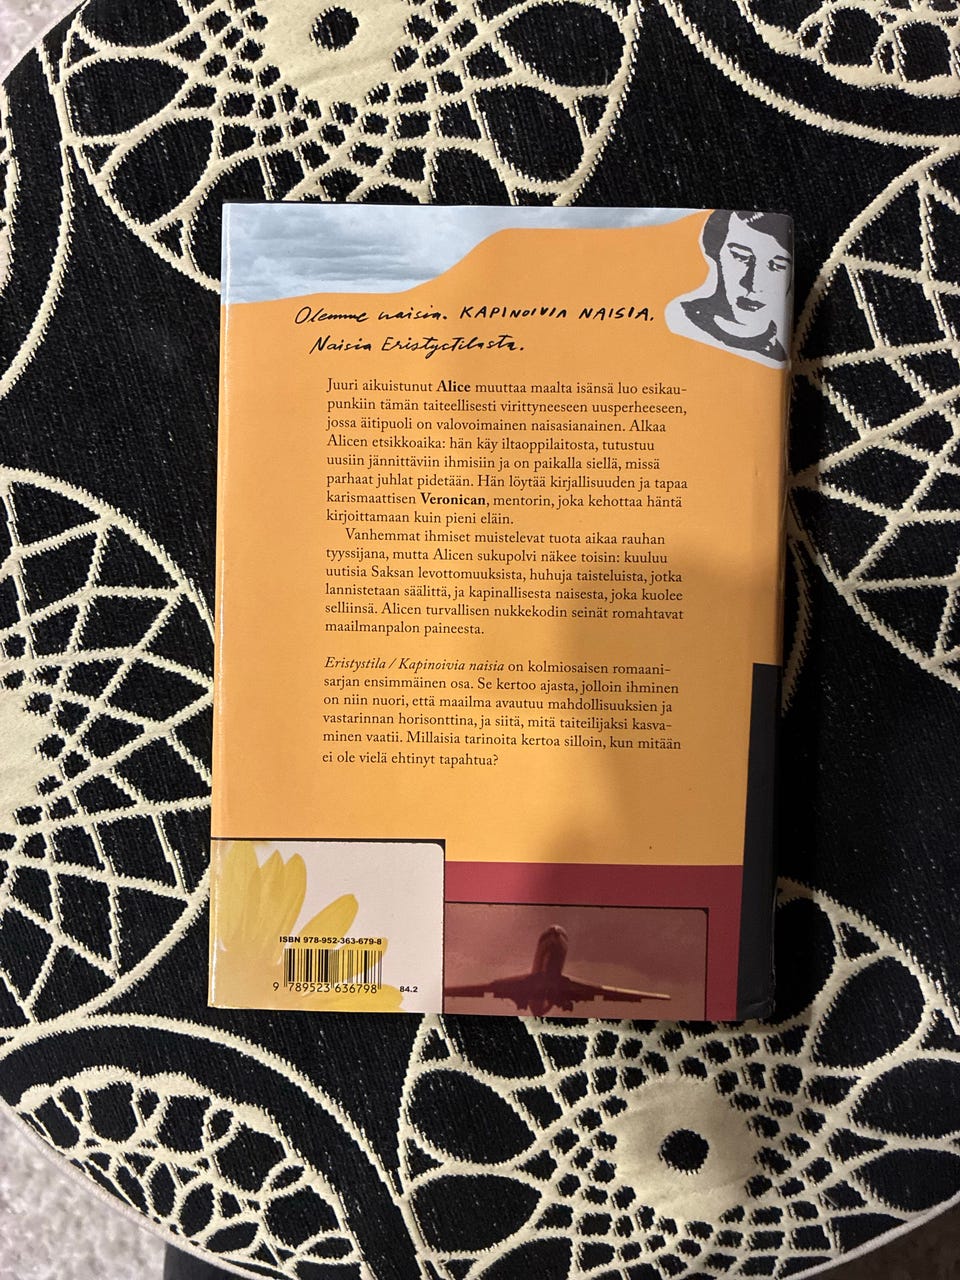 Olemme naisia. KAPINOIVIA NAISIA.
Naisia Eristystilasta.
Juuri aikuistunut Alice muuttaa maalta isänsä luo esikau-
punkiin tämän taiteellisesti virittyneeseen uusperheeseen,
jossa äitipuoli on valovoimainen naisasianainen. Alkaa
Alicen etsikkoaika: hän käy iltaoppilaitosta, tutustuu
uusiin jännittäviin ihmisiin ja on paikalla siellä, missä
parhaat juhlat pidetään. Hän löytää kirjallisuuden ja tapaa
karismaattisen Veronican, mentorin, joka kehottaa häntä
kirjoittamaan kuin pieni eläin.
Vanhemmat ihmiset muistelevat tuota aikaa rauhan
tyyssijana, mutta Alicen sukupolvi näkee toisin: kuuluu
uutisia Saksan levottomuuksista, huhuja taisteluista, jotka
lannistetaan säälittä, ja kapinallisesta naisesta, joka kuolee
selliinsä. Alicen turvallisen nukkekodin seinät romahtavat
maailmanpalon paineesta.
Eristystila / Kapinoivia naisia on kolmiosaisen romaani-
sarjan ensimmäinen osa. Se kertoo ajasta, jolloin ihminen
on niin nuori, että maailma avautuu mahdollisuuksien ja
vastarinnan horisonttina, ja siitä, mitä taiteilijaksi kasva-
minen vaatii. Millaisia tarinoita kertoa silloin, kun mitään
ei ole vielä ehtinyt tapahtua?
ISBN 978-952-363-679-8
9 789523 636798
84.2